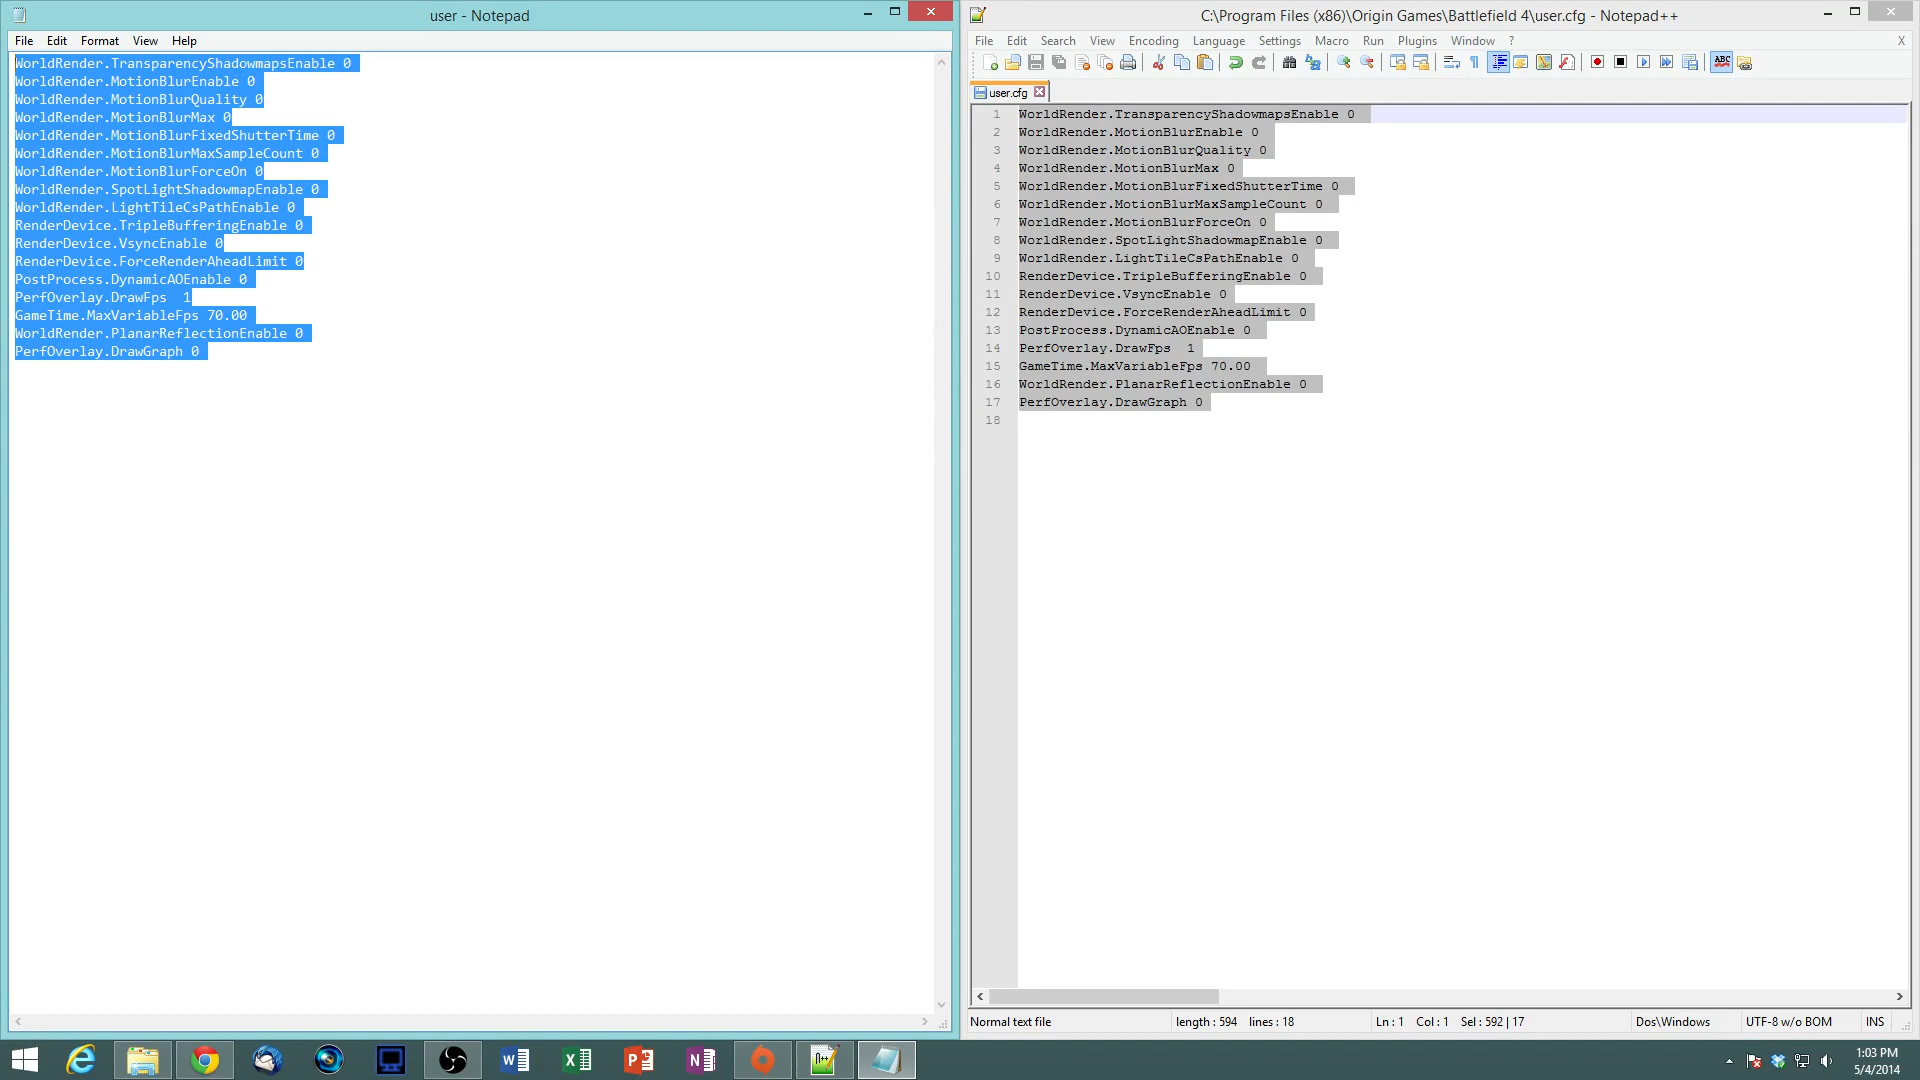 user - Notepad
File Edit Format View Help
WorldRender.TransparencyShadowmapsEnable 0
WorldRender.MotionBlurEnable 0
WorldRender.MotionBlurQuality 0
WorldRender.MotionBlurMax 0
WorldRender.MotionBlurFixedShutterTime 0
WorldRender.MotionBlurMaxSampleCount 0
WorldRender.MotionBlurForceOn 0
WorldRender.SpotLightShadowmapEnable 0
WorldRender.LightTileCsPathEnable 0
RenderDevice.TripleBufferingEnable 0
RenderDevice.VsyncEnable 0
RenderDevice.ForceRenderAheadLimit 0
PostProcess.DynamicAOEnable 0
PerfOverlay.DrawFps  1
GameTime.MaxVariableFps 70.00
WorldRender.PlanarReflectionEnable 0
PerfOverlay.DrawGraph 0
C:\Program Files (x86)\Origin Games\Battlefield 4\user.cfg - Notepad++
File Edit Search View Encoding Language Settings Macro Run Plugins Window ? X
ABC
user.cfg
1 WorldRender.TransparencyShadowmapsEnable 0
2 WorldRender.MotionBlurEnable 0
3 WorldRender.MotionBlurQuality 0
4 WorldRender.MotionBlurMax 0
5 WorldRender.MotionBlurFixedShutterTime 0
6 WorldRender.MotionBlurMaxSampleCount 0
7 WorldRender.MotionBlurForceOn 0
8 WorldRender.SpotLightShadowmapEnable 0
9 WorldRender.LightTileCsPathEnable 0
10 RenderDevice.TripleBufferingEnable 0
11 RenderDevice.VsyncEnable 0
12 RenderDevice.ForceRenderAheadLimit 0
13 PostProcess.DynamicAOEnable 0
14 PerfOverlay.DrawFps  1
15 GameTime.MaxVariableFps 70.00
16 WorldRender.PlanarReflectionEnable 0
17 PerfOverlay.DrawGraph 0
18
Normal text file length : 594 lines : 18 Ln : 1 Col : 1 Sel : 592 | 17 Dos\Windows UTF-8 w/o BOM INS
1:03 PM
5/4/2014